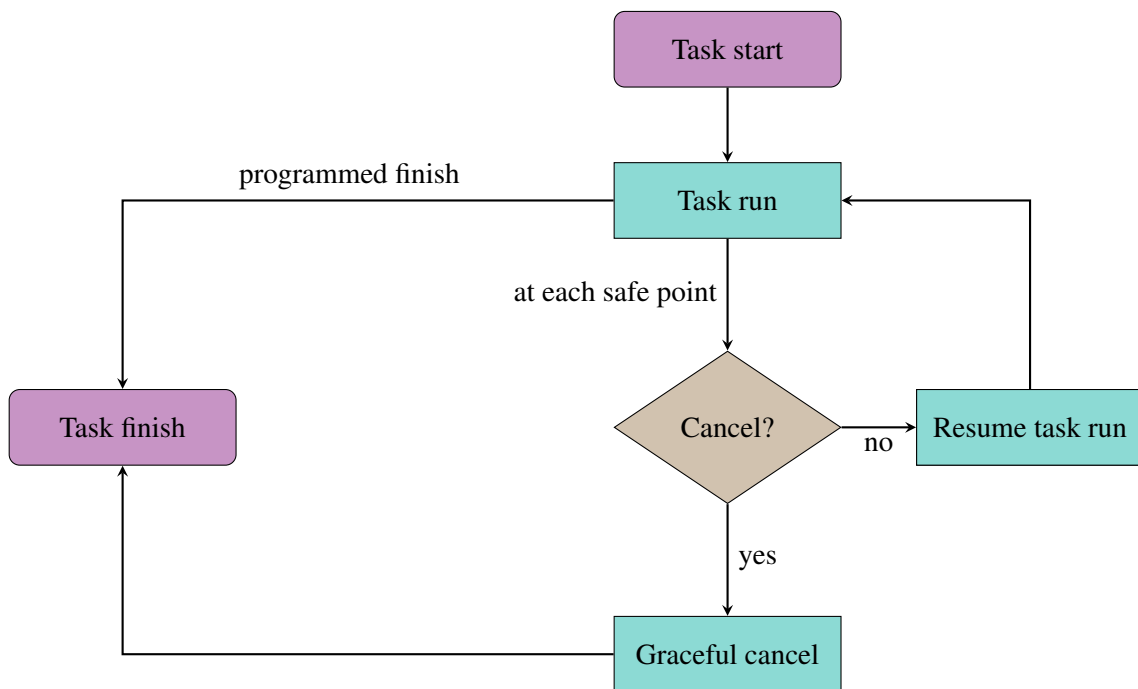 Task start
programmed finish
Task run
at each safe point
Task finish
Cancel?
no
Resume task run
yes
Graceful cancel